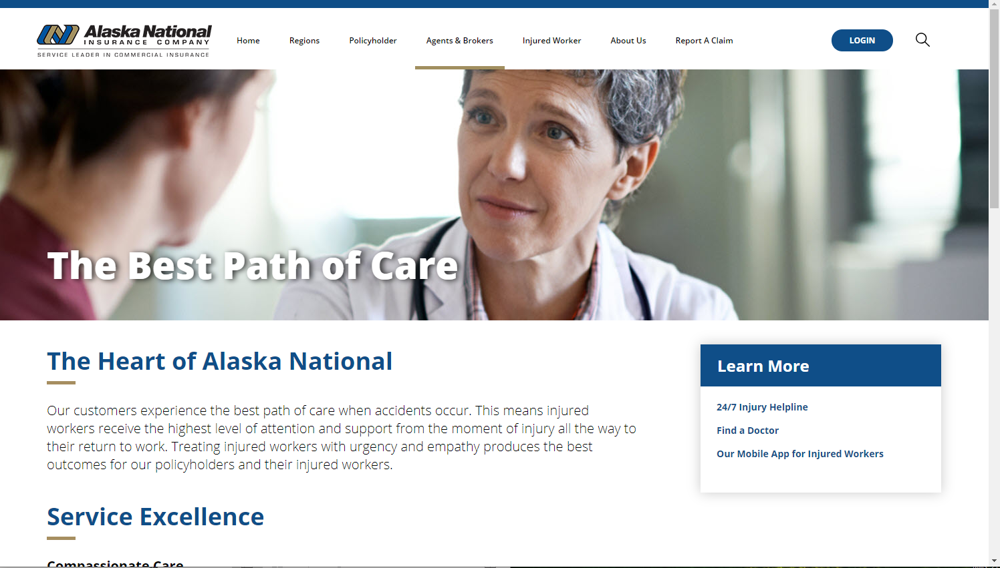 Alaska National
INSURANCE COMPANY
SERVICE LEADER IN COMMERCIAL INSURANCE
Home
Regions
Policyholder
Agents & Brokers
Injured Worker
About Us
Report A Claim
LOGIN
The Best Path of Care
The Heart of Alaska National
Our customers experience the best path of care when accidents occur. This means injured
workers receive the highest level of attention and support from the moment of injury all the way to
their return to work. Treating injured workers with urgency and empathy produces the best
outcomes for our policyholders and their injured workers.
Learn More
24/7 Injury Helpline
Find a Doctor
Our Mobile App for Injured Workers
Service Excellence
Compassionate Care